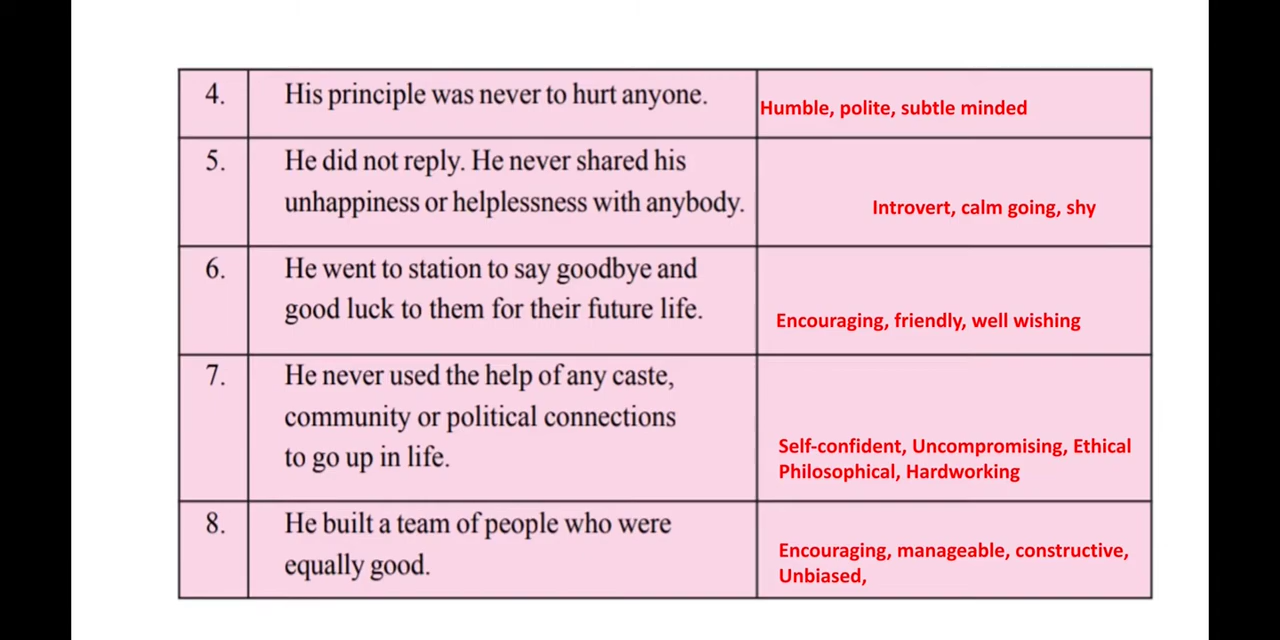 4.
His principle was never to hurt anyone.
Humble, polite, subtle minded
5.
He did not reply. He never shared his
unhappiness or helplessness with anybody.
Introvert, calm going, shy
6.
He went to station to say goodbye and
good luck to them for their future life.
Encouraging, friendly, well wishing
7.
He never used the help of any caste,
community or political connections
to go up in life.
Self-confident, Uncompromising, Ethical
Philosophical, Hardworking
8.
He built a team of people who were
equally good.
Encouraging, manageable, constructive,
Unbiased,